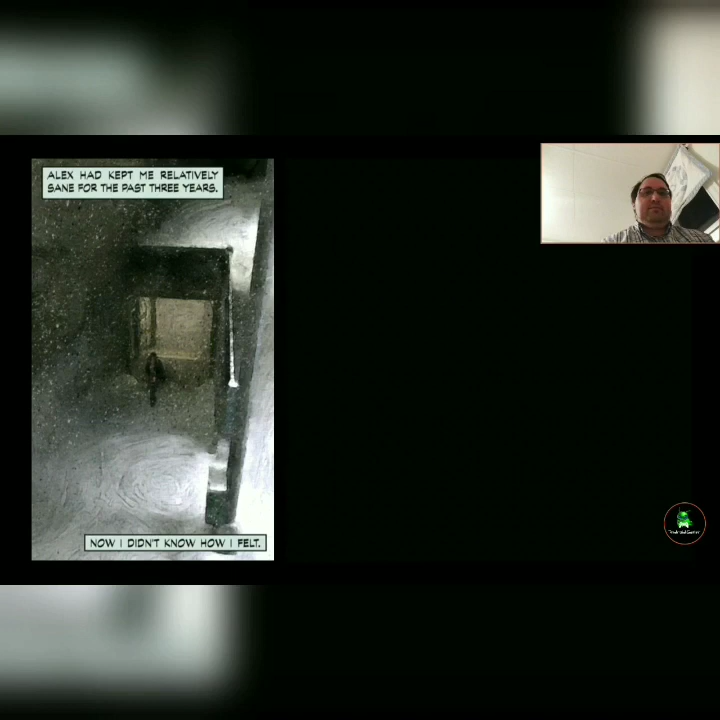 ALEX HAD KEPT ME RELATIVELY
SANE FOR THE PAST THREE YEARS.
NOW I DIDN'T KNOW HOW I FELT.